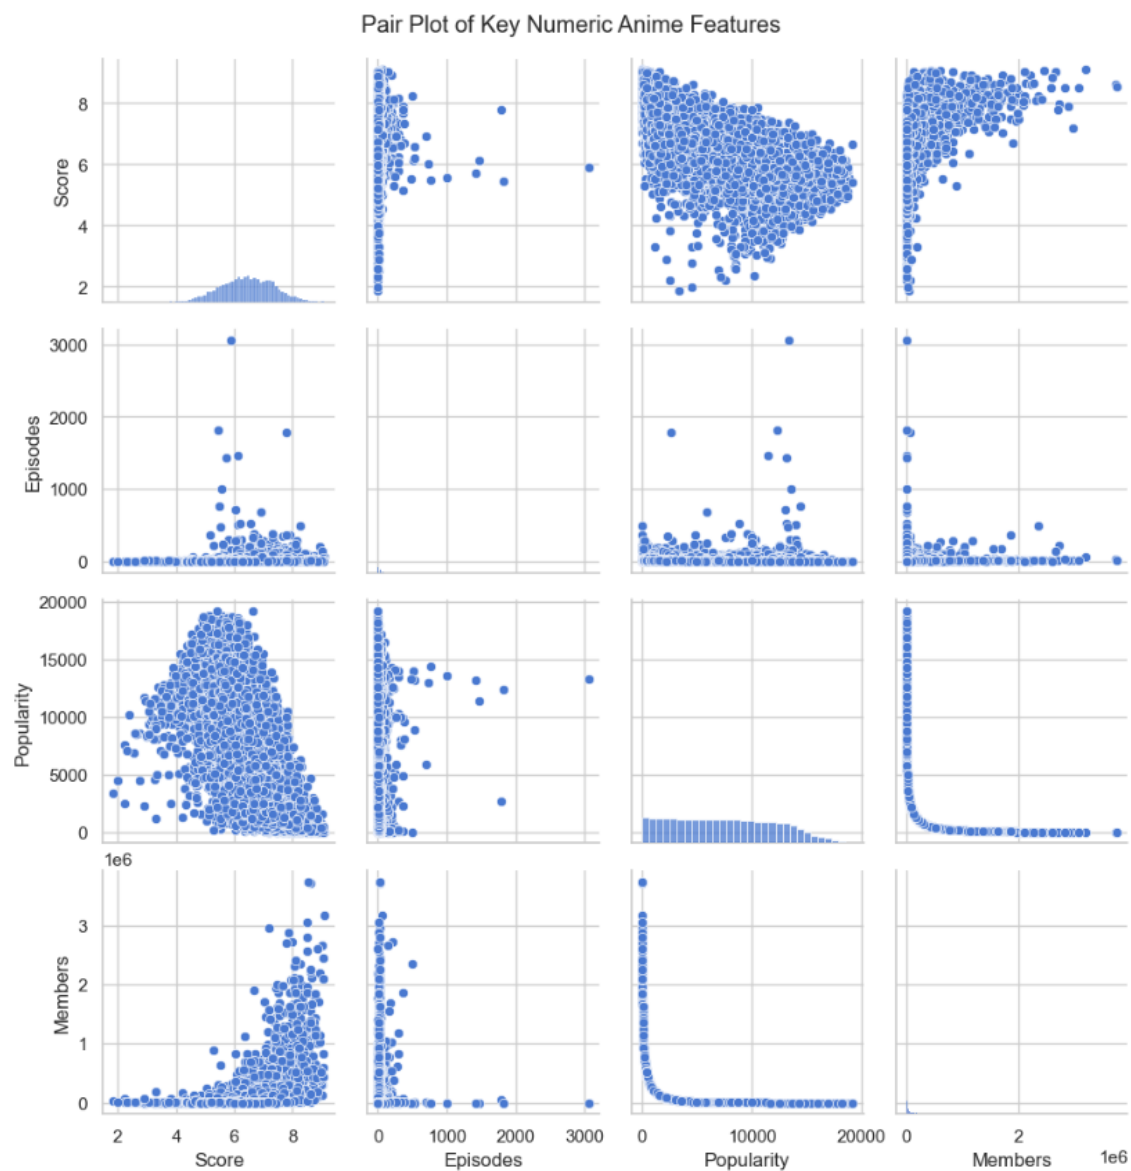 Pair Plot of Key Numeric Anime Features
8
6
4
2
Score
3000
2000
1000
0
Episodes
20000
15000
10000
5000
0
Popularity
1e6
3
2
1
0
Members
2 4 6 8
0 1000 2000 3000
0 10000 20000
0 2
1e6
Score
Episodes
Popularity
Members